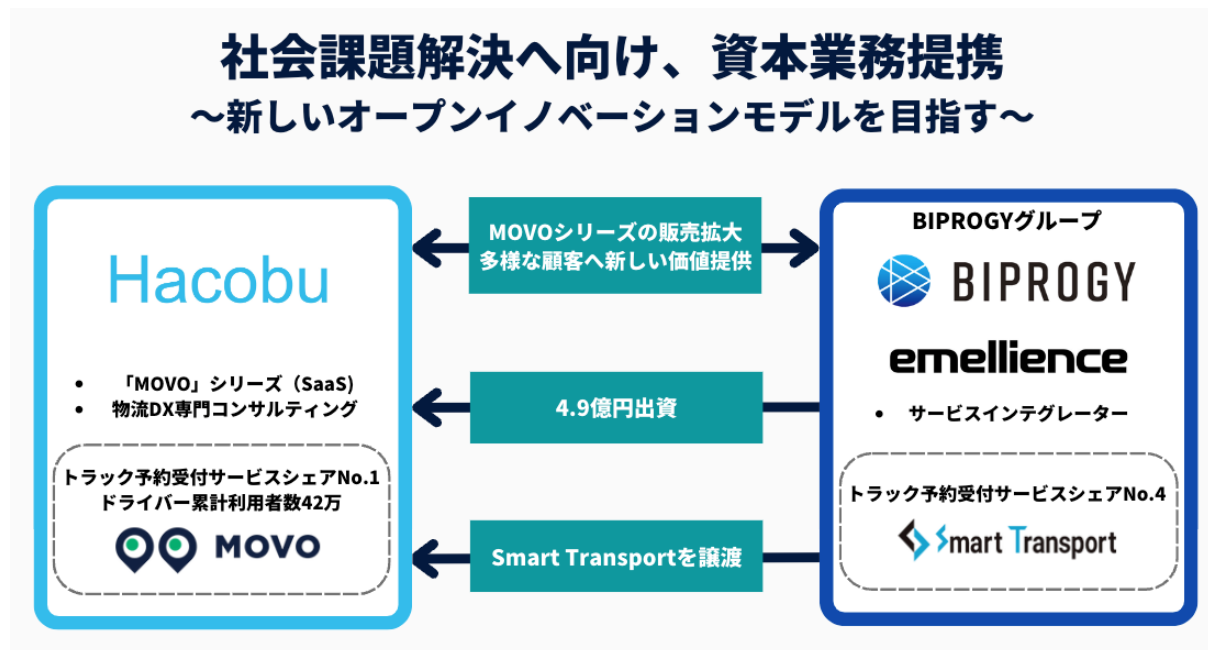 社会課題解決へ向け、資本業務提携
～新しいオープンイノベーションモデルを目指す～
Hacobu
• 「MOVO」シリーズ（SaaS)
• 物流DX専門コンサルティング
トラック予約受付サービスシェアNo.1
ドライバー累計利用者数42万
MOVO
MOVOシリーズの販売拡大
多様な顧客へ新しい価値提供
4.9億円出資
Smart Transportを譲渡
BIPROGYグループ
BIPROGY
emellience
• サービスインテグレーター
トラック予約受付サービスシェアNo.4
Smart Transport